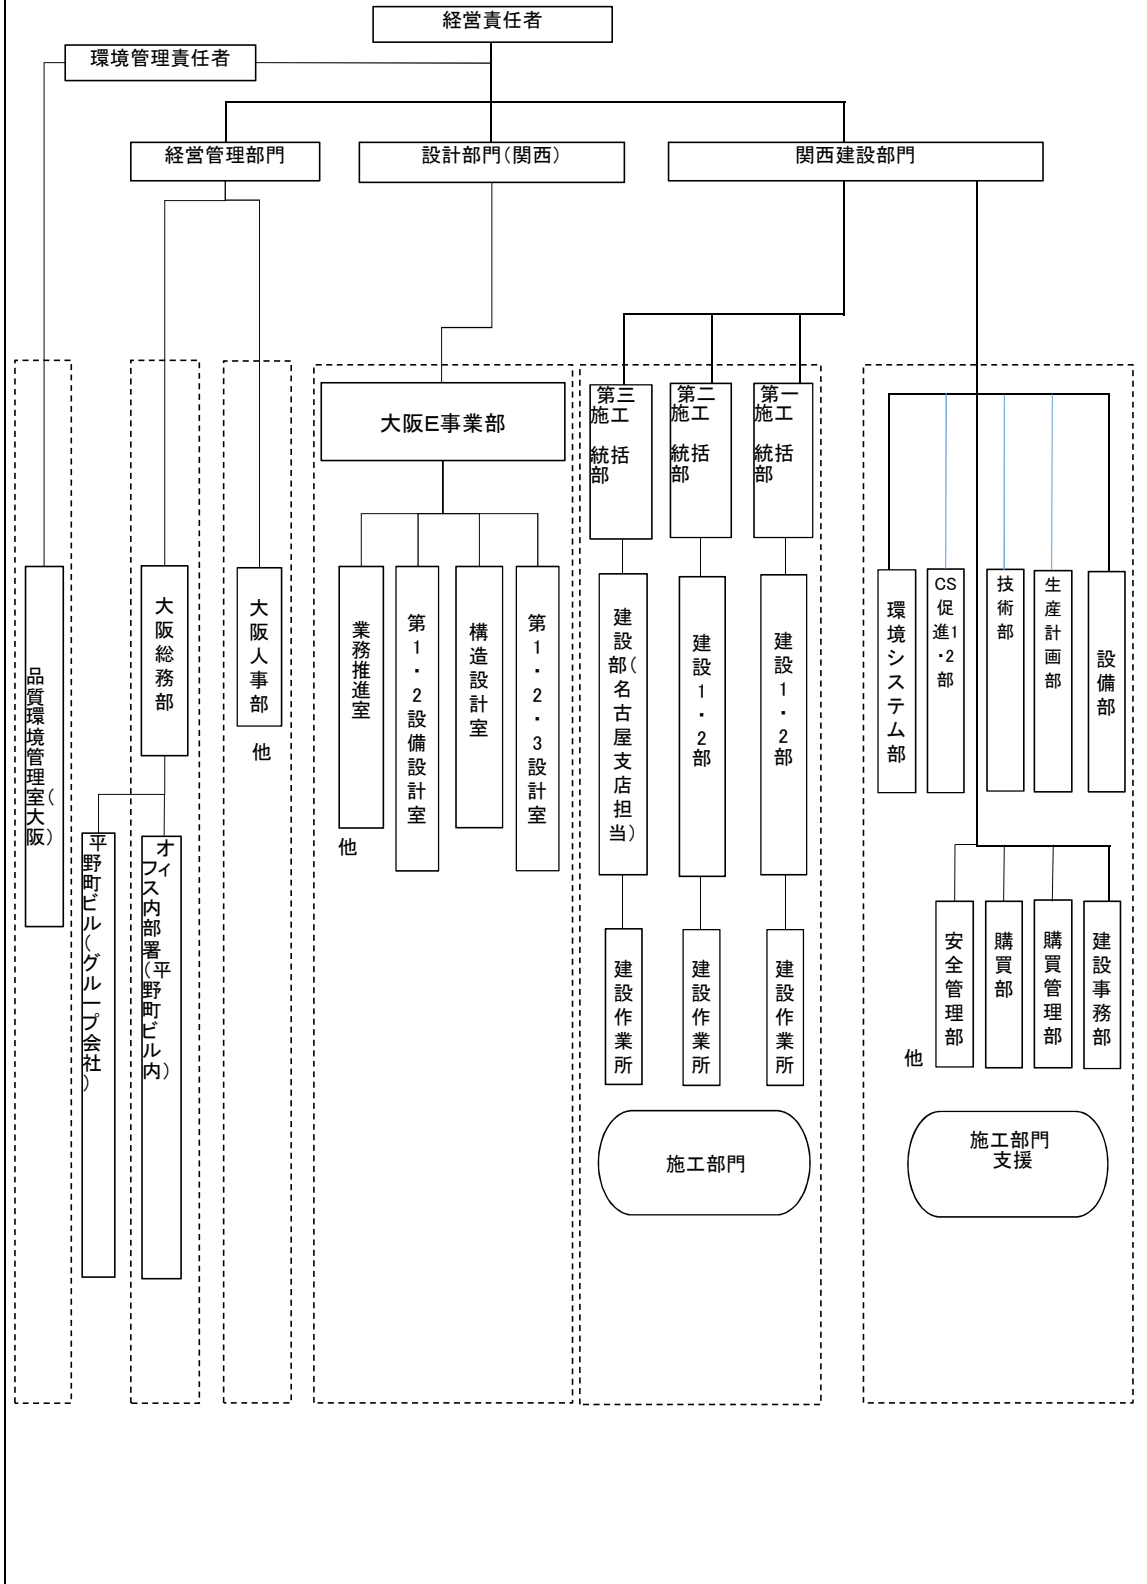 経営責任者
環境管理責任者
経営管理部門
設計部門(関西)
関西建設部門
大阪E事業部
第三
施工
統括
部
第二
施工
統括
部
第一
施工
統括
部
品質環境管理室(大阪)
大阪総務部
大阪人事部
他
平野町ビル(グループ会社)
オフィス内部署(平野町ビル内)
業務推進室
他
第1・2設備設計室
構造設計室
第1・2・3設計室
建設部(名古屋支店担当)
建設1・2部
建設1・2部
建設作業所
建設作業所
建設作業所
施工部門
環境システム部
CS
促
進1
・2
部
技術部
生産計画部
設備部
他
安全管理部
購買部
購買管理部
建設事務部
施工部門
支援